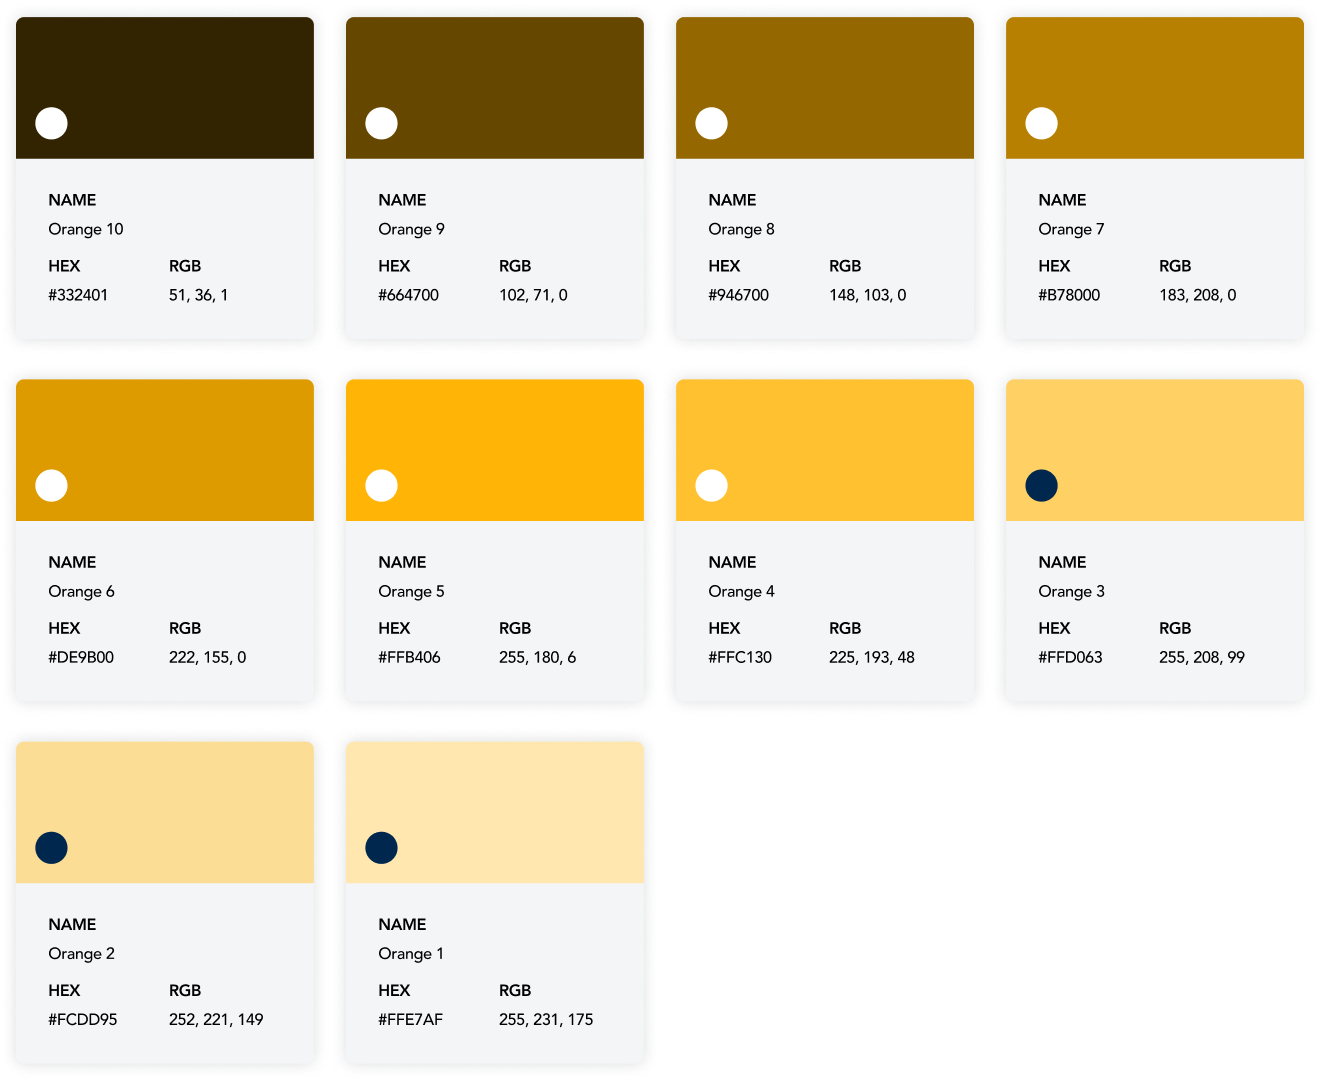 NAME
Orange 10
HEX RGB
#332401 51, 36, 1
NAME
Orange 9
HEX RGB
#664700 102, 71, 0
NAME
Orange 8
HEX RGB
#946700 148, 103, 0
NAME
Orange 7
HEX RGB
#B78000 183, 208, 0
NAME
Orange 6
HEX RGB
#DE9B00 222, 155, 0
NAME
Orange 5
HEX RGB
#FFB406 255, 180, 6
NAME
Orange 4
HEX RGB
#FFC130 225, 193, 48
NAME
Orange 3
HEX RGB
#FFD063 255, 208, 99
NAME
Orange 2
HEX RGB
#FCDD95 252, 221, 149
NAME
Orange 1
HEX RGB
#FFE7AF 255, 231, 175